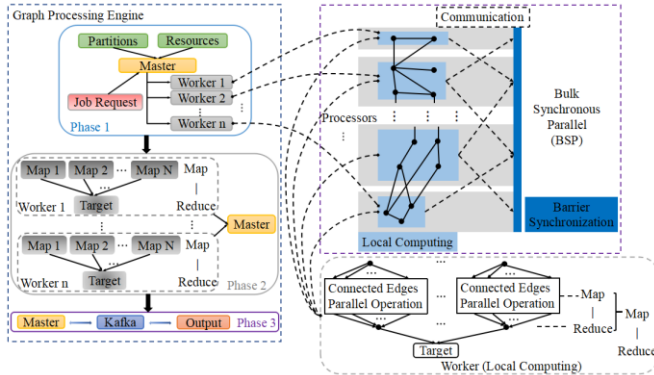 Graph Processing Engine
Partitions
Resources
Master
Worker 1
Worker 2
Job Request
Worker n
Phase 1
Map 1
Map 2
Map N
Map
Target
Worker 1
Reduce
Master
Map 1
Map 2
Map N
Map
Target
Worker n
Reduce
Phase 2
Master
Kafka
Output
Phase 3
Communication
Processors
Bulk
Synchronous
Parallel
(BSP)
Barrier
Synchronization
Local Computing
Connected Edges
Parallel Operation
Connected Edges
Parallel Operation
Map
Reduce
Map
Reduce
Target
Worker (Local Computing)